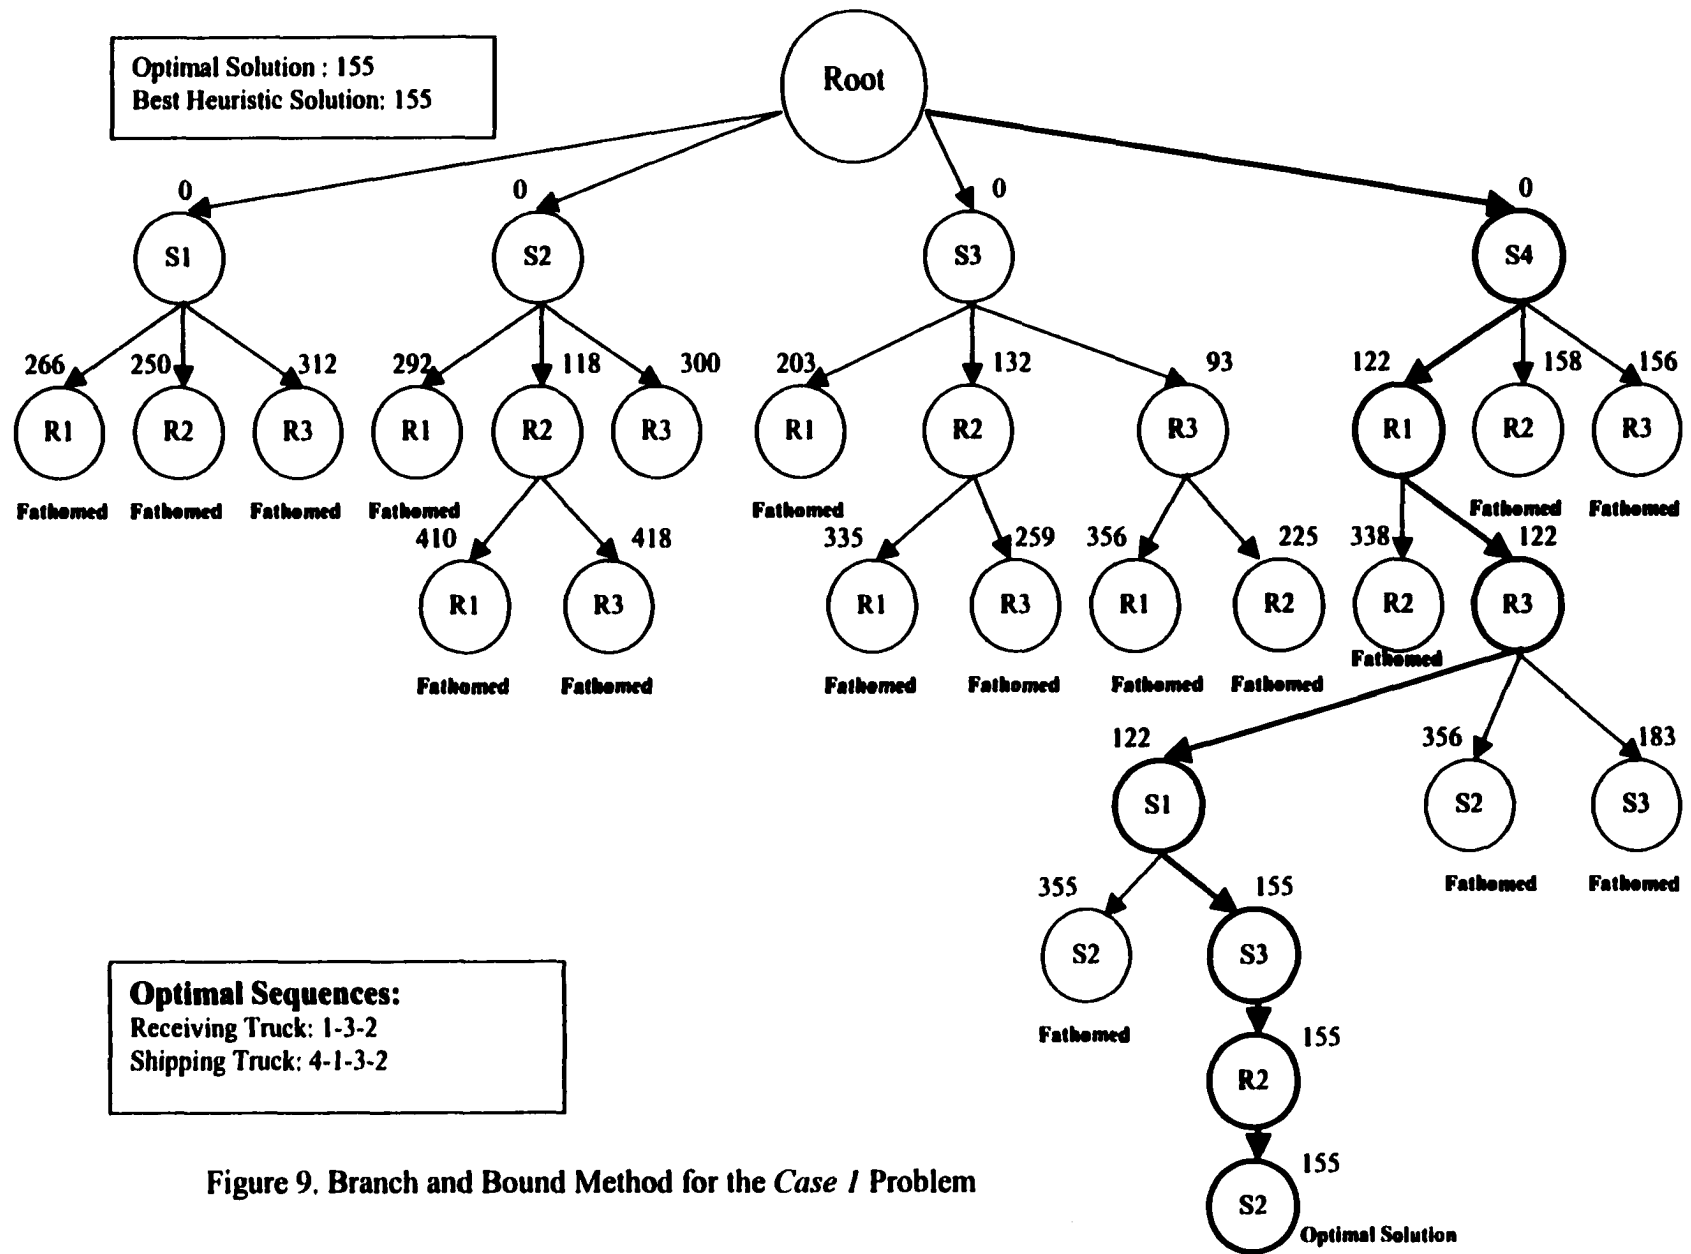 Optimal Solution : 155
Best Heuristic Solution: 155
Root
0 0 0 0
S1 S2 S3 S4
266 250 312 292 118 300 203 132 93 122 158 156
R1 R2 R3 R1 R2 R3 R1 R2 R3 R1 R2 R3
Fathomed Fathomed Fathomed Fathomed Fathomed Fathomed Fathomed
410 418 335 259 356 225 338 122
R1 R3 R1 R3 R1 R2 R2 R3
Fathomed Fathomed Fathomed Fathomed Fathomed Fathomed Fathomed
122 356 183
S1 S2 S3
355 155 Fathomed Fathomed
S2 S3
Fathomed
155
R2
155
S2
Optimal Solution
Optimal Sequences:
Receiving Truck: 1-3-2
Shipping Truck: 4-1-3-2
Figure 9. Branch and Bound Method for the Case 1 Problem